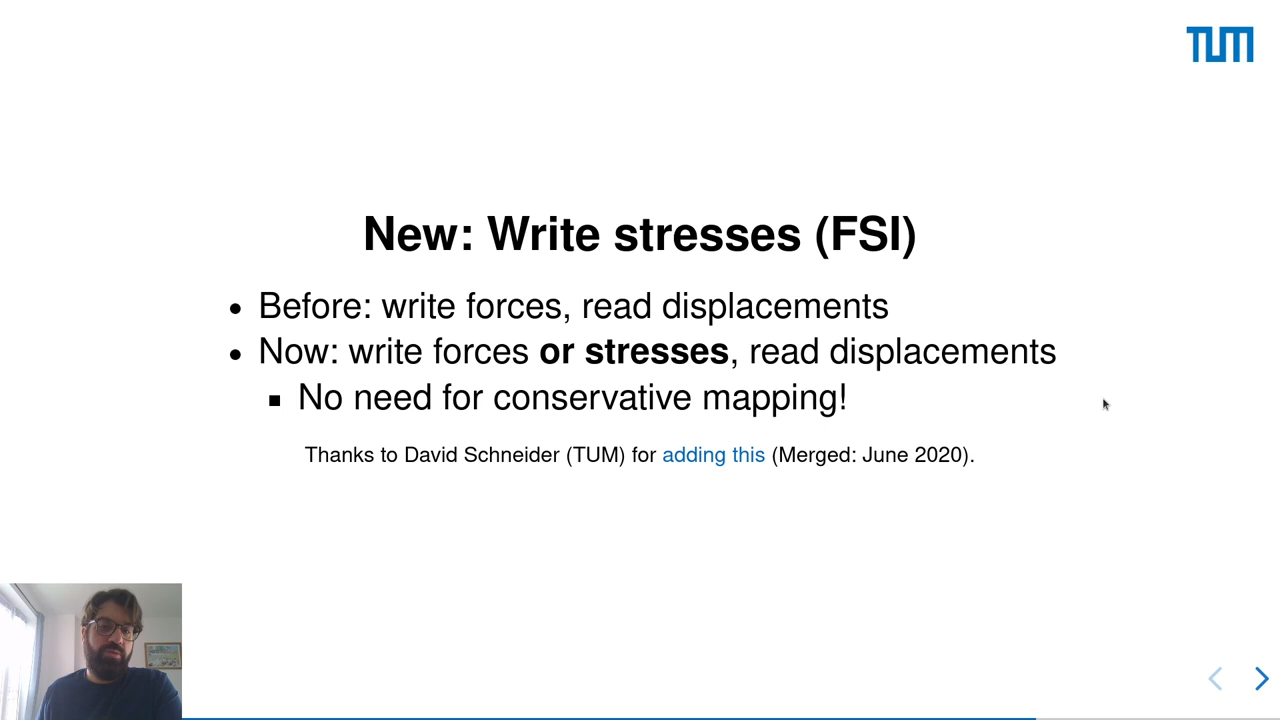 TUM
New: Write stresses (FSI)
• Before: write forces, read displacements
• Now: write forces or stresses, read displacements
▪ No need for conservative mapping!
Thanks to David Schneider (TUM) for adding this (Merged: June 2020).